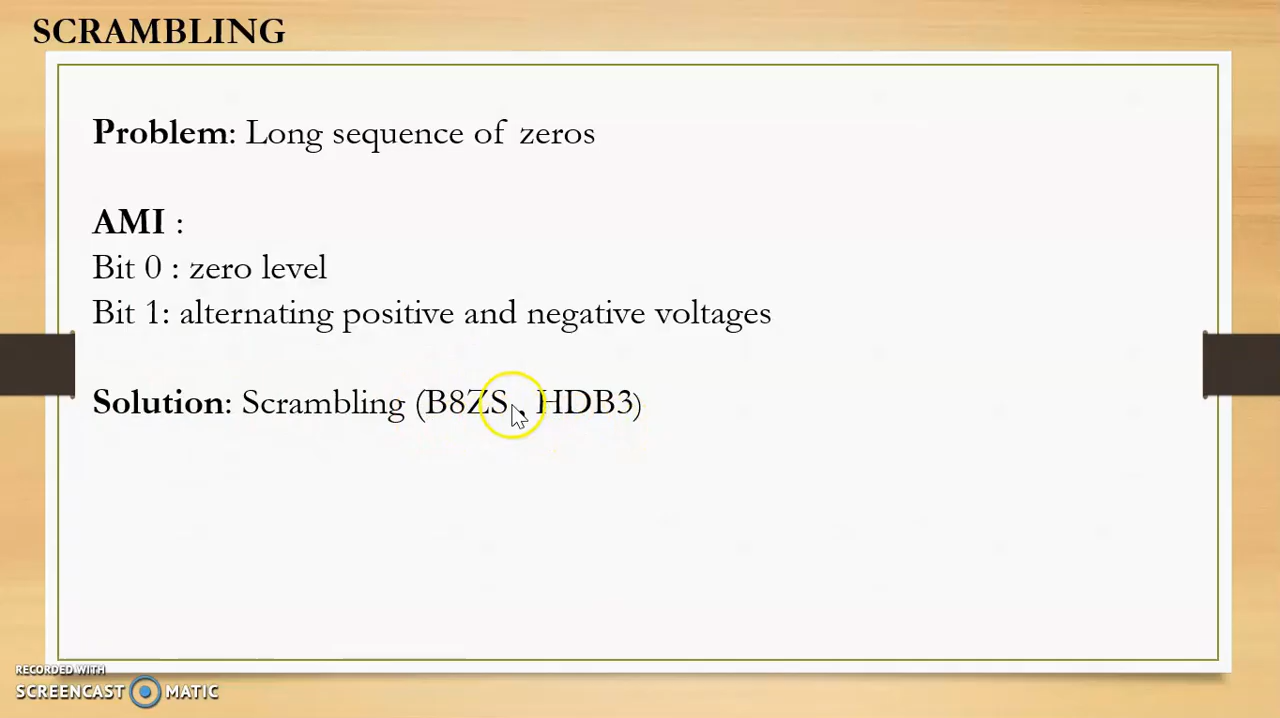 SCRAMBLING
Problem: Long sequence of zeros
AMI :
Bit 0 : zero level
Bit 1: alternating positive and negative voltages
Solution: Scrambling (B8ZS , HDB3)
RECORDED WITH
SCREENCAST MATIC